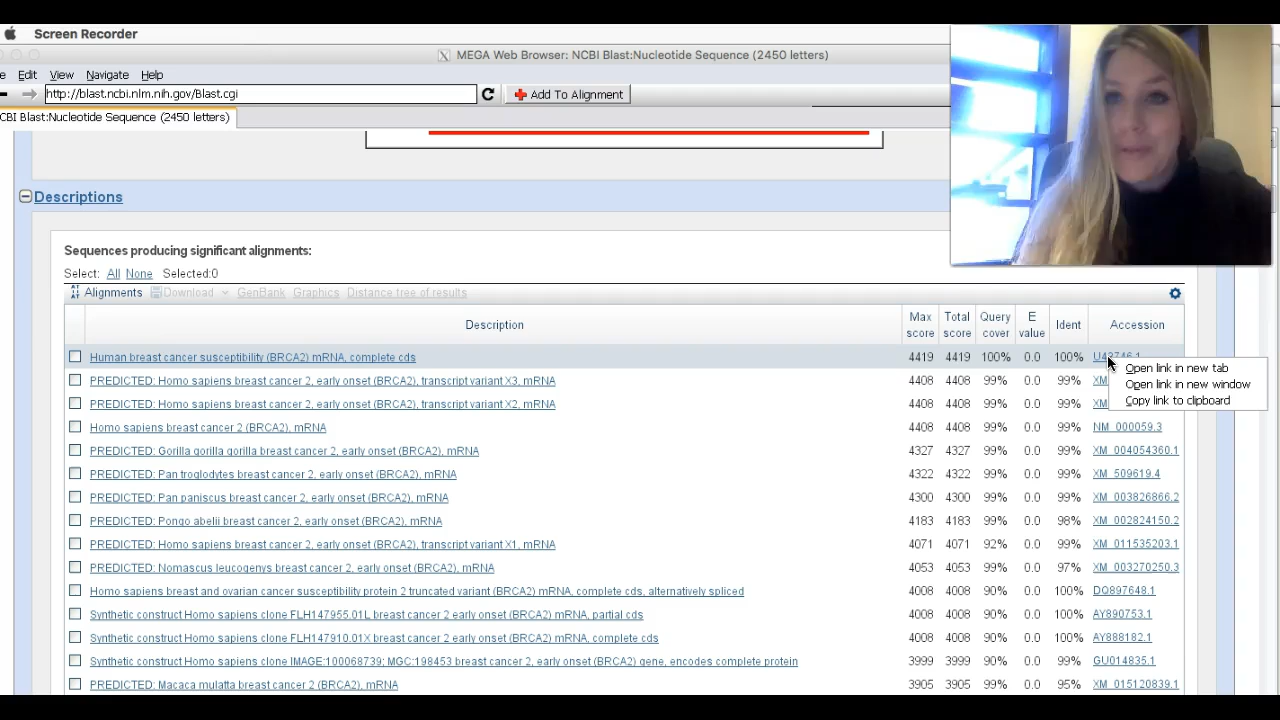 Screen Recorder
MEGA Web Browser: NCBI Blast:Nucleotide Sequence (2450 letters)
Edit View Navigate Help
http://blast.ncbi.nlm.nih.gov/Blast.cgi Add To Alignment
CBI Blast:Nucleotide Sequence (2450 letters)
Descriptions
Sequences producing significant alignments:
Select: All None Selected:0
Alignments Download GenBank Graphics Distance tree of results
Description Max score Total score Query cover E value Ident Accession
Human breast cancer susceptibility (BRCA2) mRNA, complete cds 4419 4419 100% 0.0 100% U43746.1
Open link in new tab
PREDICTED: Homo sapiens breast cancer 2, early onset (BRCA2), transcript variant X3, mRNA 4408 4408 99% 0.0 99% XM
Open link in new window
Copy link to clipboard
PREDICTED: Homo sapiens breast cancer 2, early onset (BRCA2), transcript variant X2, mRNA 4408 4408 99% 0.0 99% XM
Homo sapiens breast cancer 2 (BRCA2), mRNA 4408 4408 99% 0.0 99% NM_000059.3
PREDICTED: Gorilla gorilla gorilla breast cancer 2, early onset (BRCA2), mRNA 4327 4327 99% 0.0 99% XM_004054360.1
PREDICTED: Pan troglodytes breast cancer 2, early onset (BRCA2), mRNA 4322 4322 99% 0.0 99% XM_509619.4
PREDICTED: Pan paniscus breast cancer 2, early onset (BRCA2), mRNA 4300 4300 99% 0.0 99% XM_003826866.2
PREDICTED: Pongo abelii breast cancer 2, early onset (BRCA2), mRNA 4183 4183 99% 0.0 98% XM_002824150.2
PREDICTED: Homo sapiens breast cancer 2, early onset (BRCA2), transcript variant X1, mRNA 4071 4071 92% 0.0 99% XM_011535203.1
PREDICTED: Nomascus leucogenys breast cancer 2, early onset (BRCA2), mRNA 4053 4053 99% 0.0 97% XM_003270250.3
Homo sapiens breast and ovarian cancer susceptibility protein 2 truncated variant (BRCA2) mRNA, complete cds, alternatively spliced 4008 4008 90% 0.0 100% DQ897648.1
Synthetic construct Homo sapiens clone FLH147955.01L breast cancer 2 early onset (BRCA2) mRNA, partial cds 4008 4008 90% 0.0 100% AY890753.1
Synthetic construct Homo sapiens clone FLH147910.01X breast cancer 2 early onset (BRCA2) mRNA, complete cds 4008 4008 90% 0.0 100% AY888182.1
Synthetic construct Homo sapiens clone IMAGE:100068739; MGC:198453 breast cancer 2, early onset (BRCA2) gene, encodes complete protein 3999 3999 90% 0.0 99% GU014835.1
PREDICTED: Macaca mulatta breast cancer 2 (BRCA2), mRNA 3905 3905 99% 0.0 95% XM_015120839.1